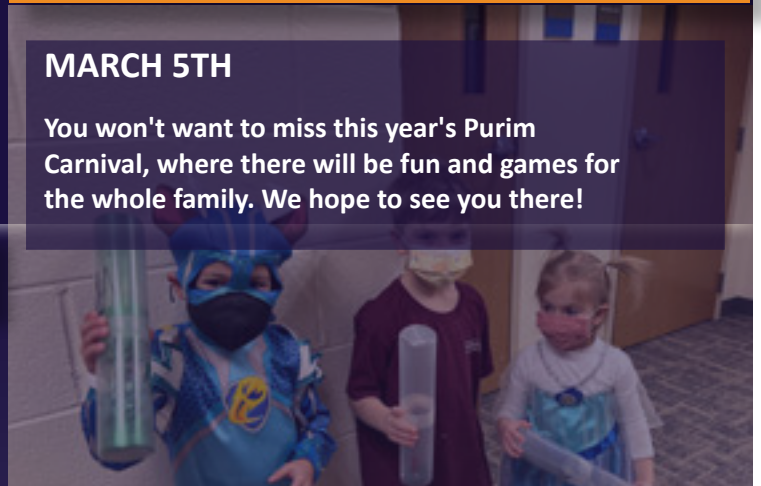 MARCH 5TH
You won't want to miss this year's Purim
Carnival, where there will be fun and games for
the whole family. We hope to see you there!